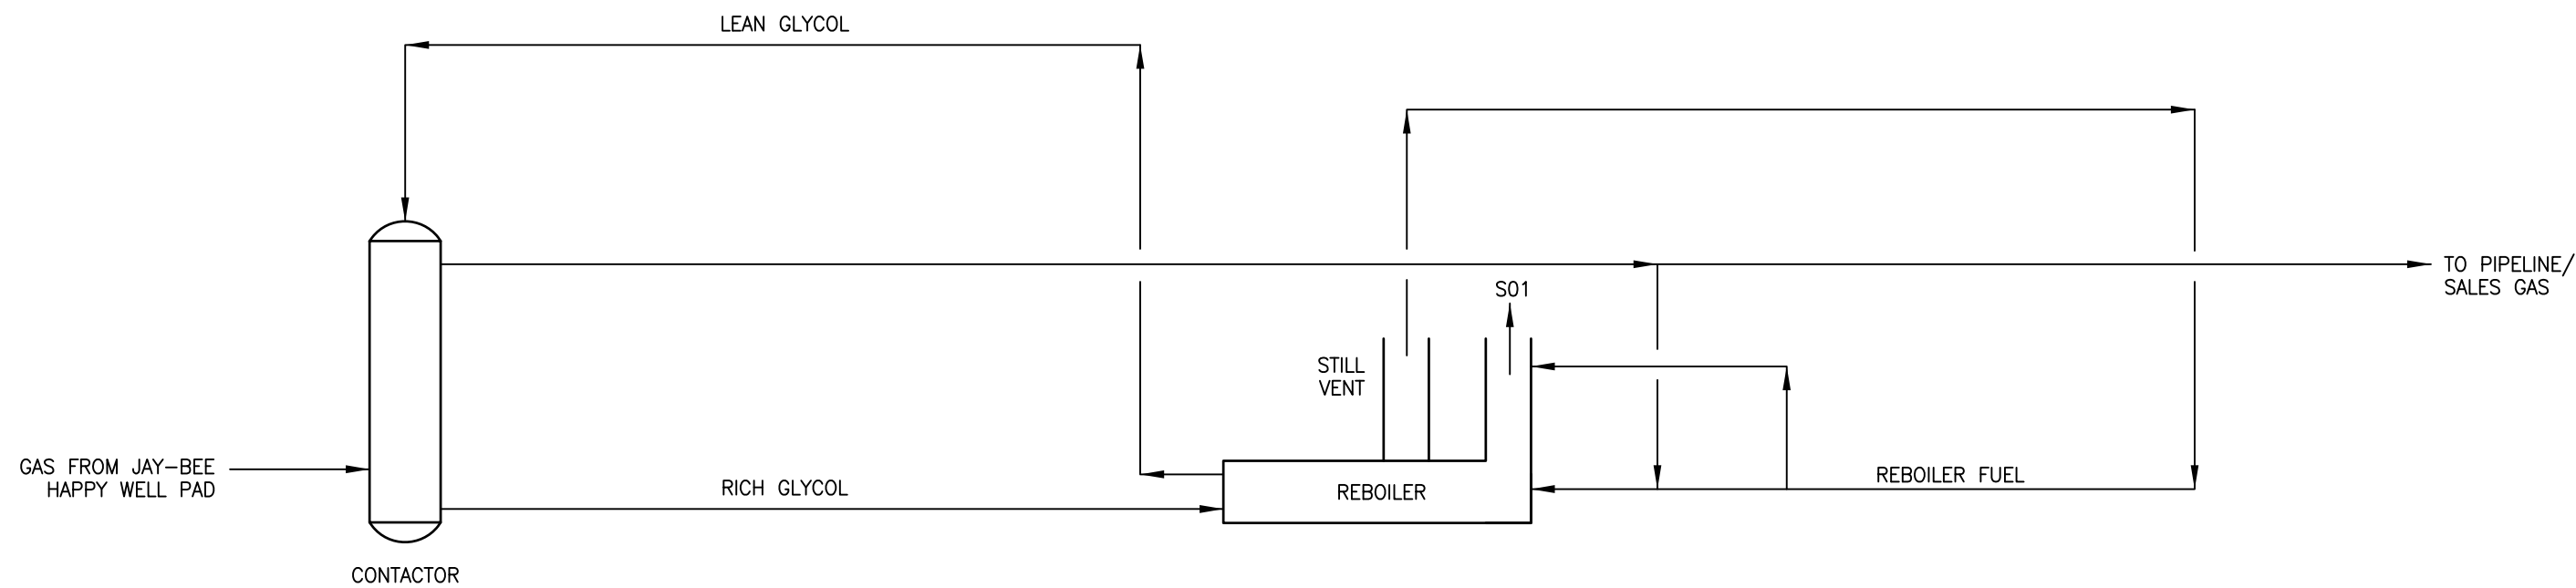 LEAN GLYCOL
TO PIPELINE/
SALES GAS
S01
STILL
VENT
GAS FROM JAY-BEE
HAPPY WELL PAD
RICH GLYCOL
REBOILER
REBOILER FUEL
CONTACTOR